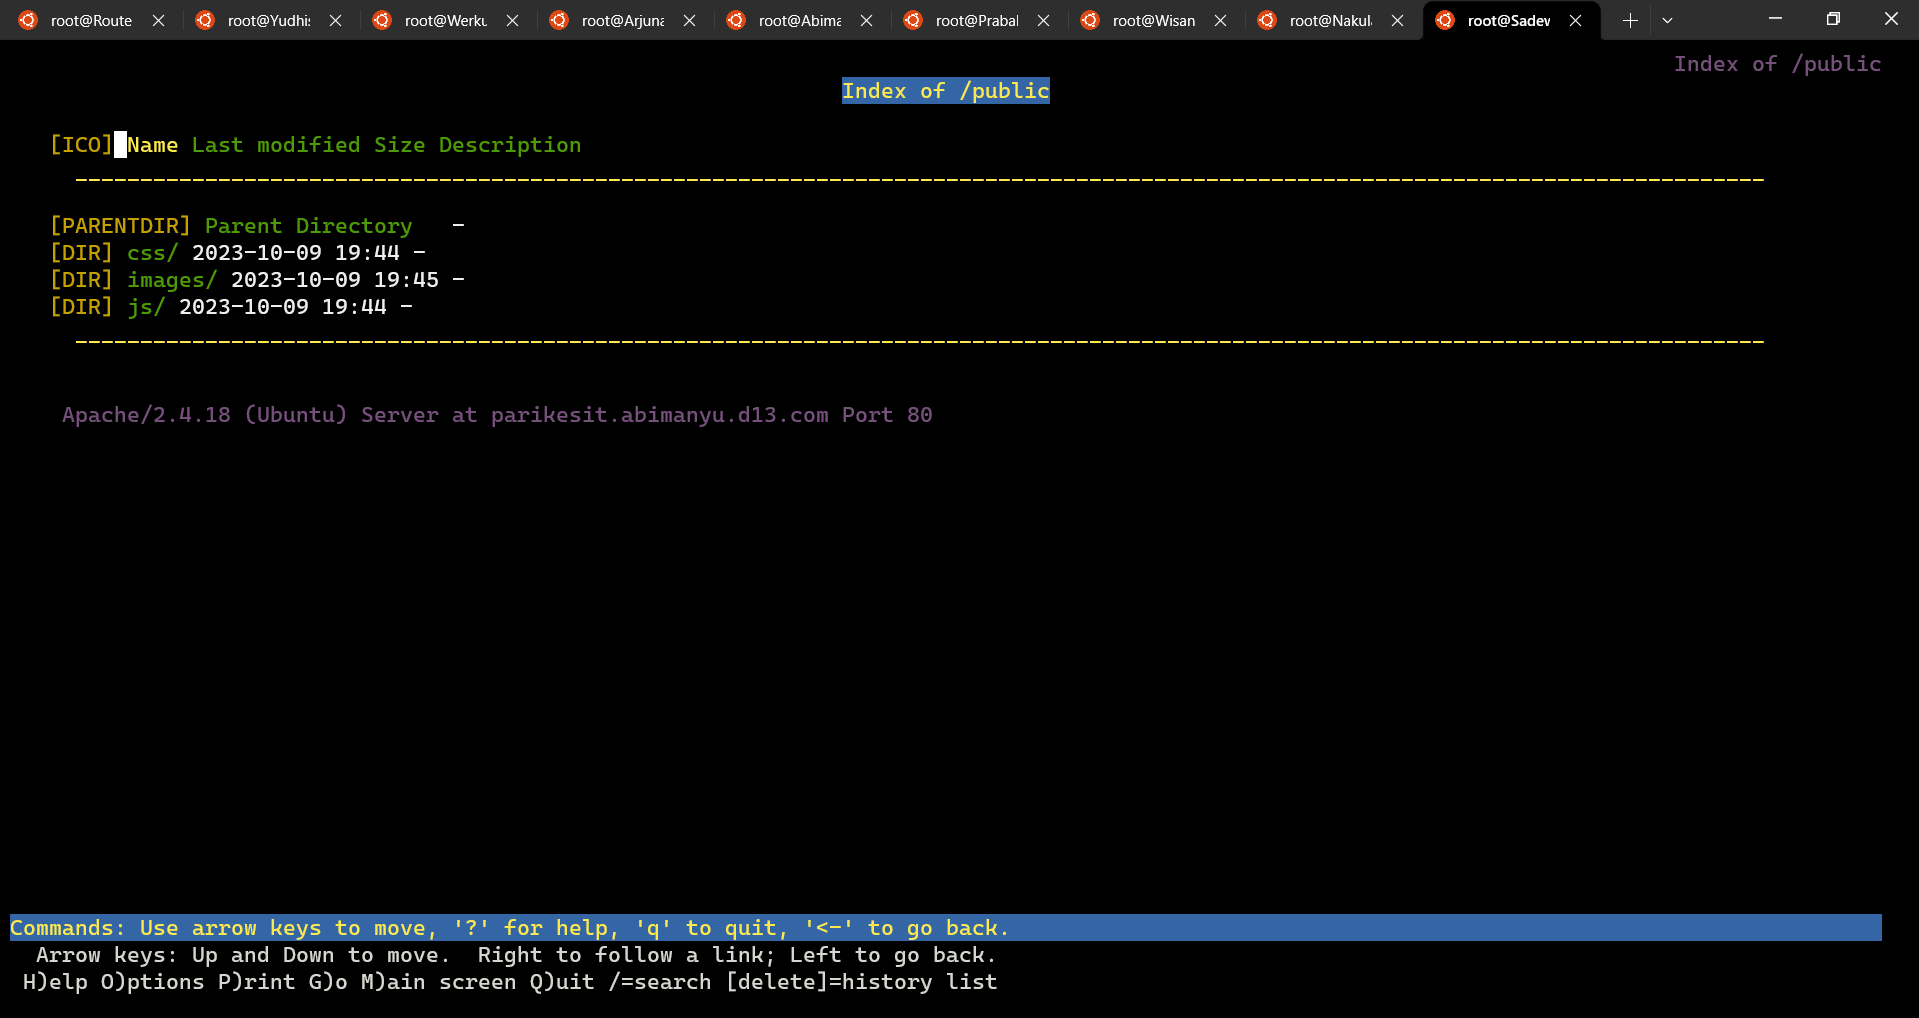 root@Route root@Yudhis root@Werku root@Arjuna root@Abima root@Prabal root@Wisan root@Nakul root@Sadew
Index of /public
Index of /public
[ICO] Name Last modified Size Description
[PARENTDIR] Parent Directory   -
[DIR] css/ 2023-10-09 19:44 -
[DIR] images/ 2023-10-09 19:45 -
[DIR] js/ 2023-10-09 19:44 -
Apache/2.4.18 (Ubuntu) Server at parikesit.abimanyu.d13.com Port 80
Commands: Use arrow keys to move, '?' for help, 'q' to quit, '<-' to go back.
Arrow keys: Up and Down to move.  Right to follow a link; Left to go back.
H)elp O)ptions P)rint G)o M)ain screen Q)uit /=search [delete]=history list